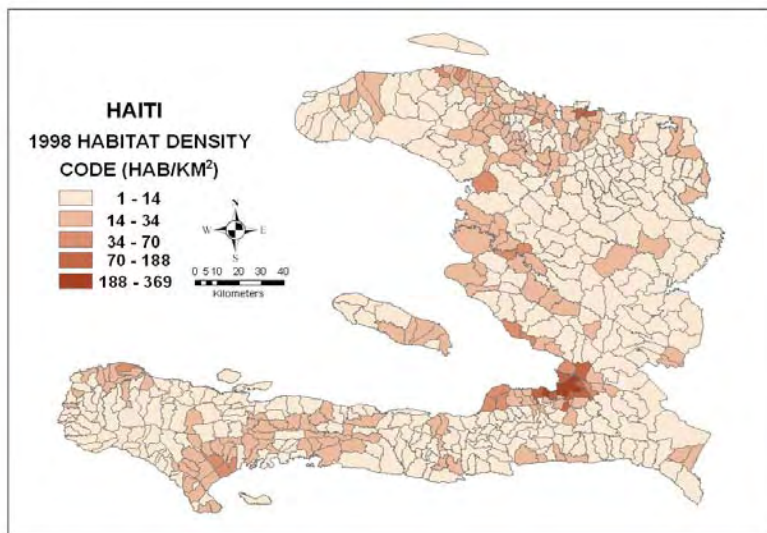 HAITI
1998 HABITAT DENSITY
CODE (HAB/KM²)
1 - 14
14 - 34
34 - 70
70 - 188
188 - 369
N
W E
S
0 5 10 20 30 40
Kilometers